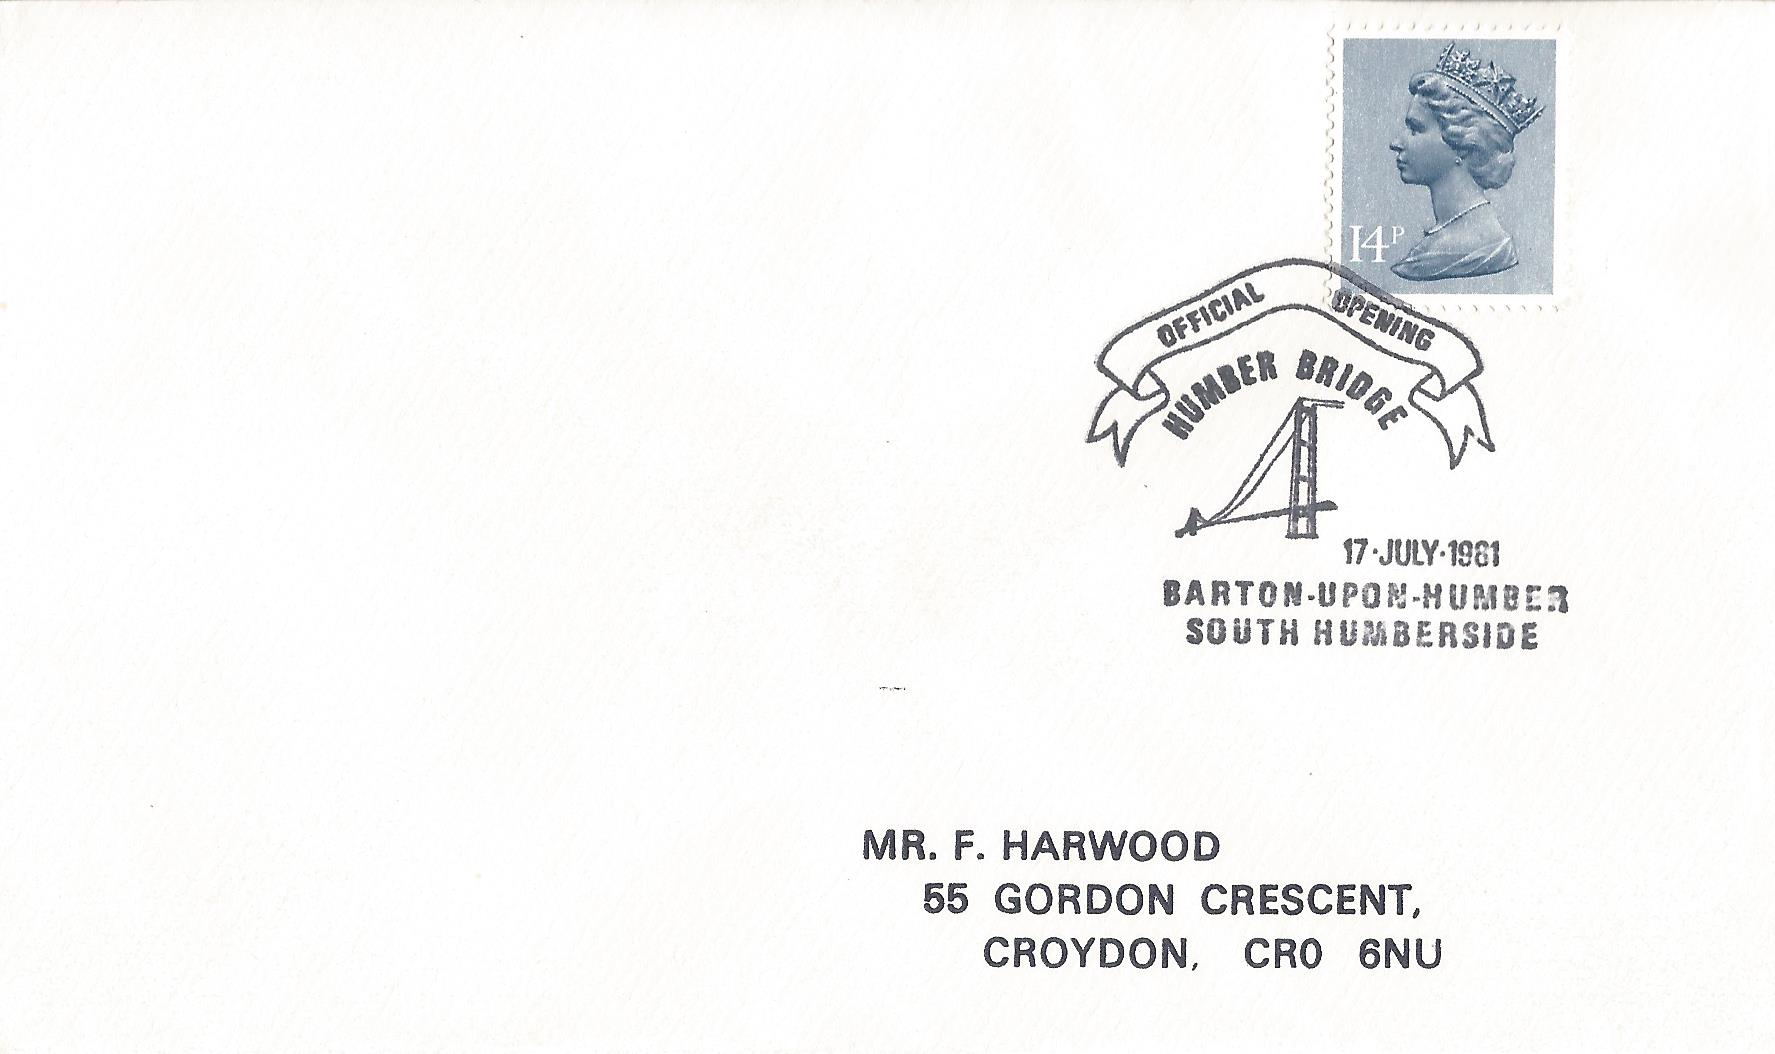 14P
OFFICIAL OPENING
HUMBER BRIDGE
17·JULY·1981
BARTON-UPON-HUMBER
SOUTH HUMBERSIDE
MR. F. HARWOOD
55 GORDON CRESCENT,
CROYDON, CR0 6NU